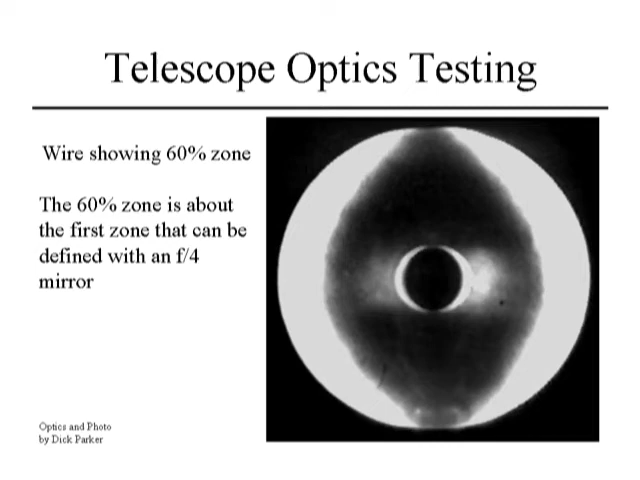 Telescope Optics Testing
Wire showing 60% zone
The 60% zone is about
the first zone that can be
defined with an f/4
mirror
Optics and Photo
by Dick Parker